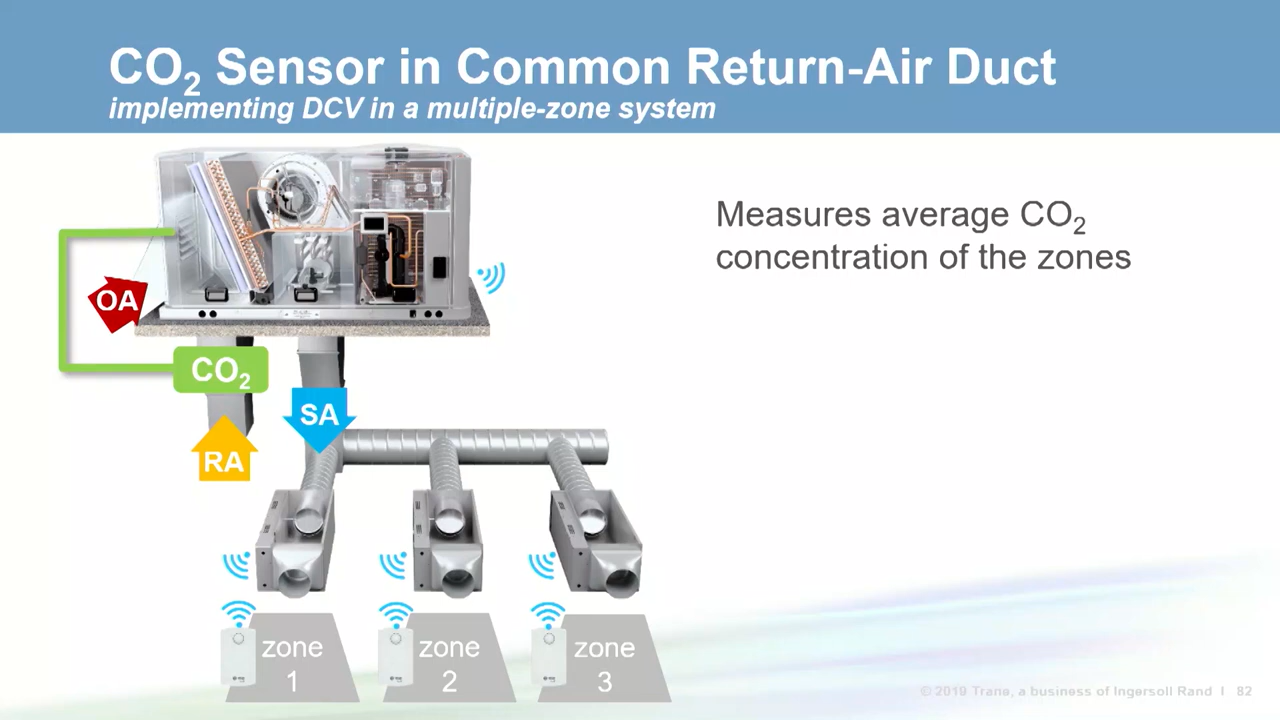 CO₂ Sensor in Common Return-Air Duct
implementing DCV in a multiple-zone system
Measures average CO₂
concentration of the zones
OA
CO₂
SA
RA
zone
1
zone
2
zone
3
© 2019 Trane, a business of Ingersoll Rand | 82